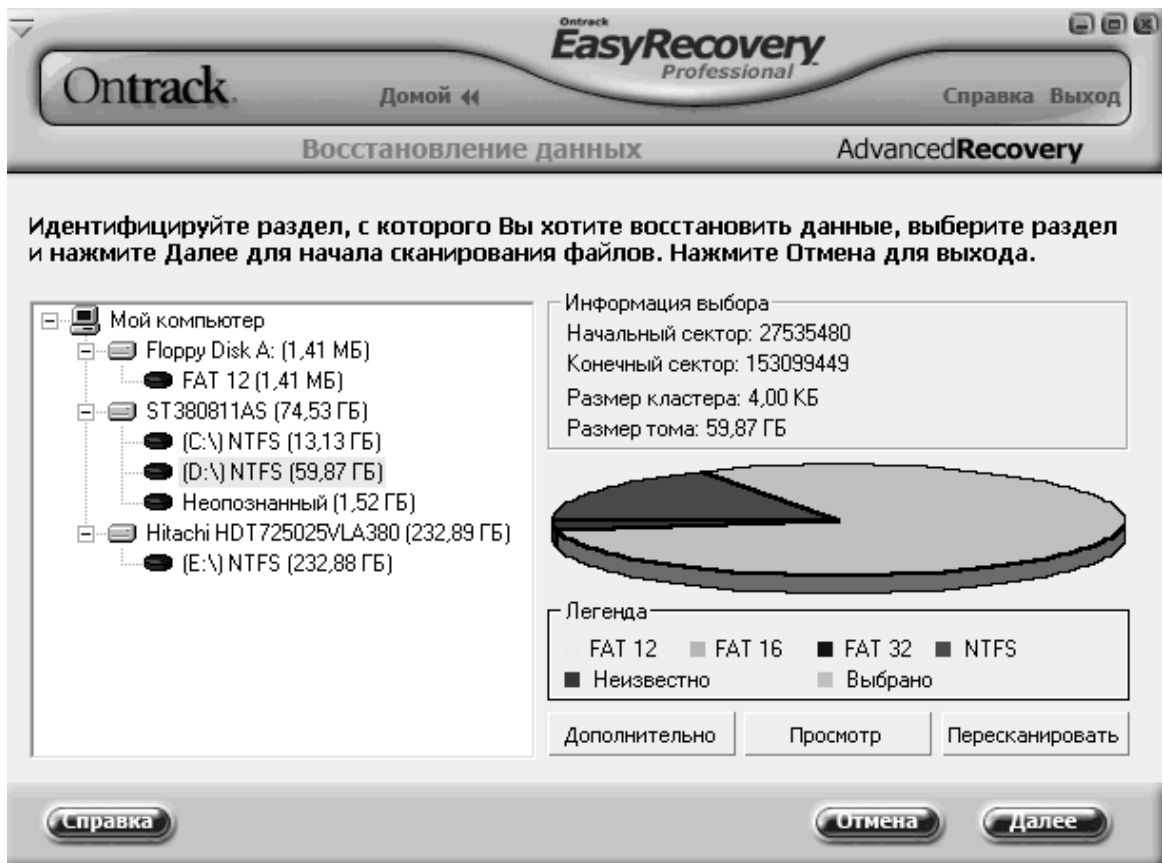 Ontrack
EasyRecovery
Professional
Ontrack.
Домой
Справка Выход
Восстановление данных
AdvancedRecovery
Идентифицируйте раздел, с которого Вы хотите восстановить данные, выберите раздел
и нажмите Далее для начала сканирования файлов. Нажмите Отмена для выхода.
Мой компьютер
Floppy Disk A: (1,41 МБ)
FAT 12 (1,41 МБ)
ST380811AS (74,53 ГБ)
(C:\) NTFS (13,13 ГБ)
(D:\) NTFS (59,87 ГБ)
Неопознанный (1,52 ГБ)
Hitachi HDT725025VLA380 (232,89 ГБ)
(E:\) NTFS (232,88 ГБ)
Информация выбора
Начальный сектор: 27535480
Конечный сектор: 153099449
Размер кластера: 4,00 КБ
Размер тома: 59,87 ГБ
Легенда
FAT 12 FAT 16 FAT 32 NTFS
Неизвестно Выбрано
Дополнительно Просмотр Пересканировать
Справка Отмена Далее